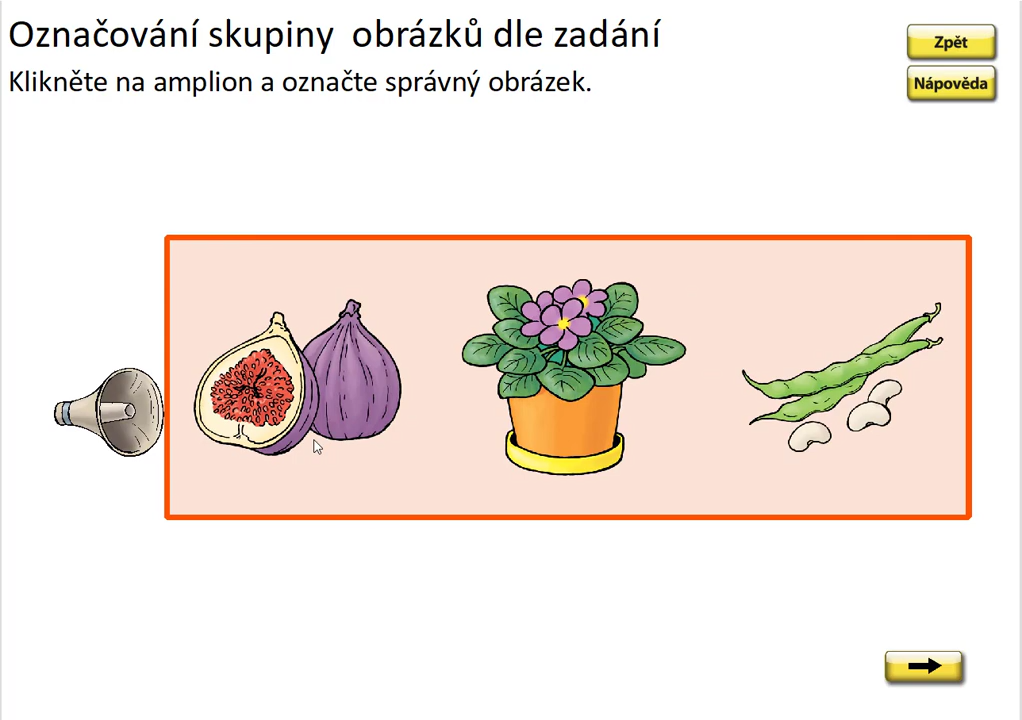 Označování skupiny  obrázků dle zadání
Klikněte na amplion a označte správný obrázek.
Zpět
Nápověda